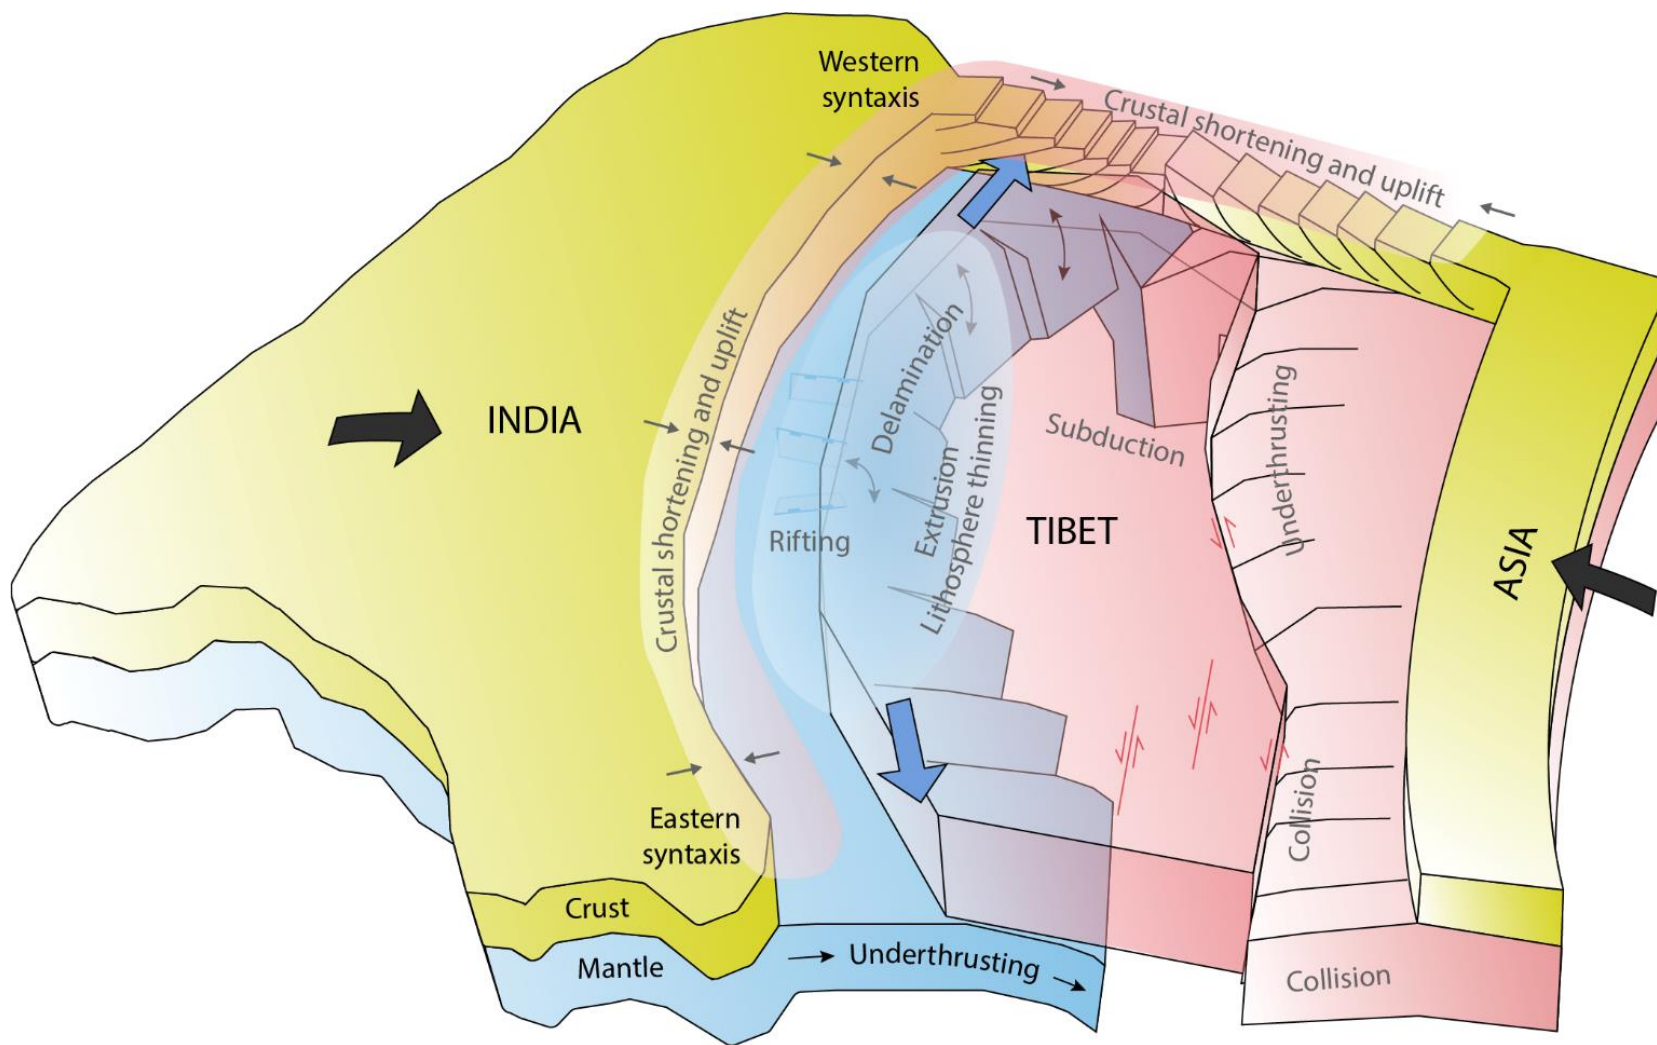 Western
syntaxis
Crustal shortening and uplift
INDIA
Crustal shortening and uplift
Delamination
Rifting
Extrusion
Lithosphere thinning
Subduction
TIBET
Underthrusting
ASIA
Eastern
syntaxis
Collision
Crust
Mantle
Underthrusting
Collision